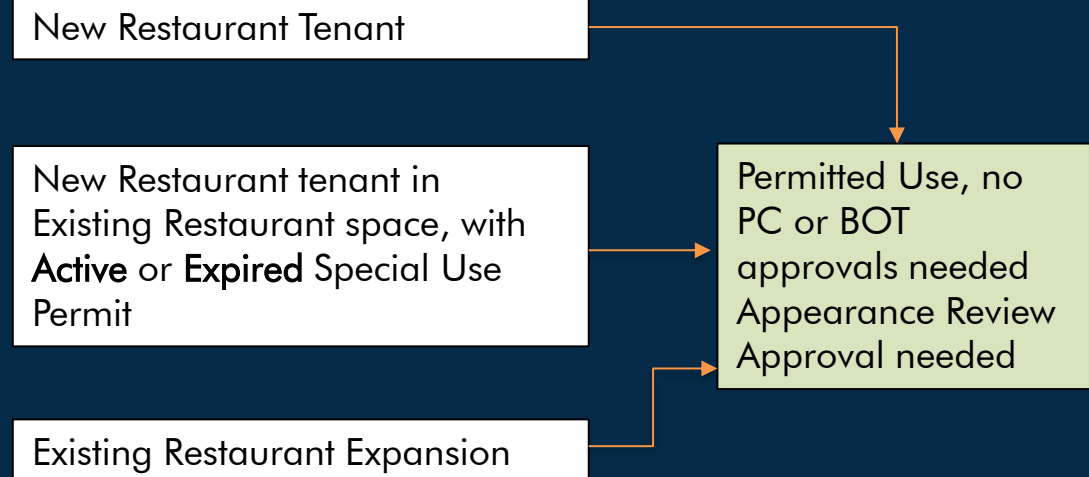 New Restaurant Tenant
New Restaurant tenant in
Existing Restaurant space, with
Active or Expired Special Use
Permit
Existing Restaurant Expansion
Permitted Use, no
PC or BOT
approvals needed
Appearance Review
Approval needed